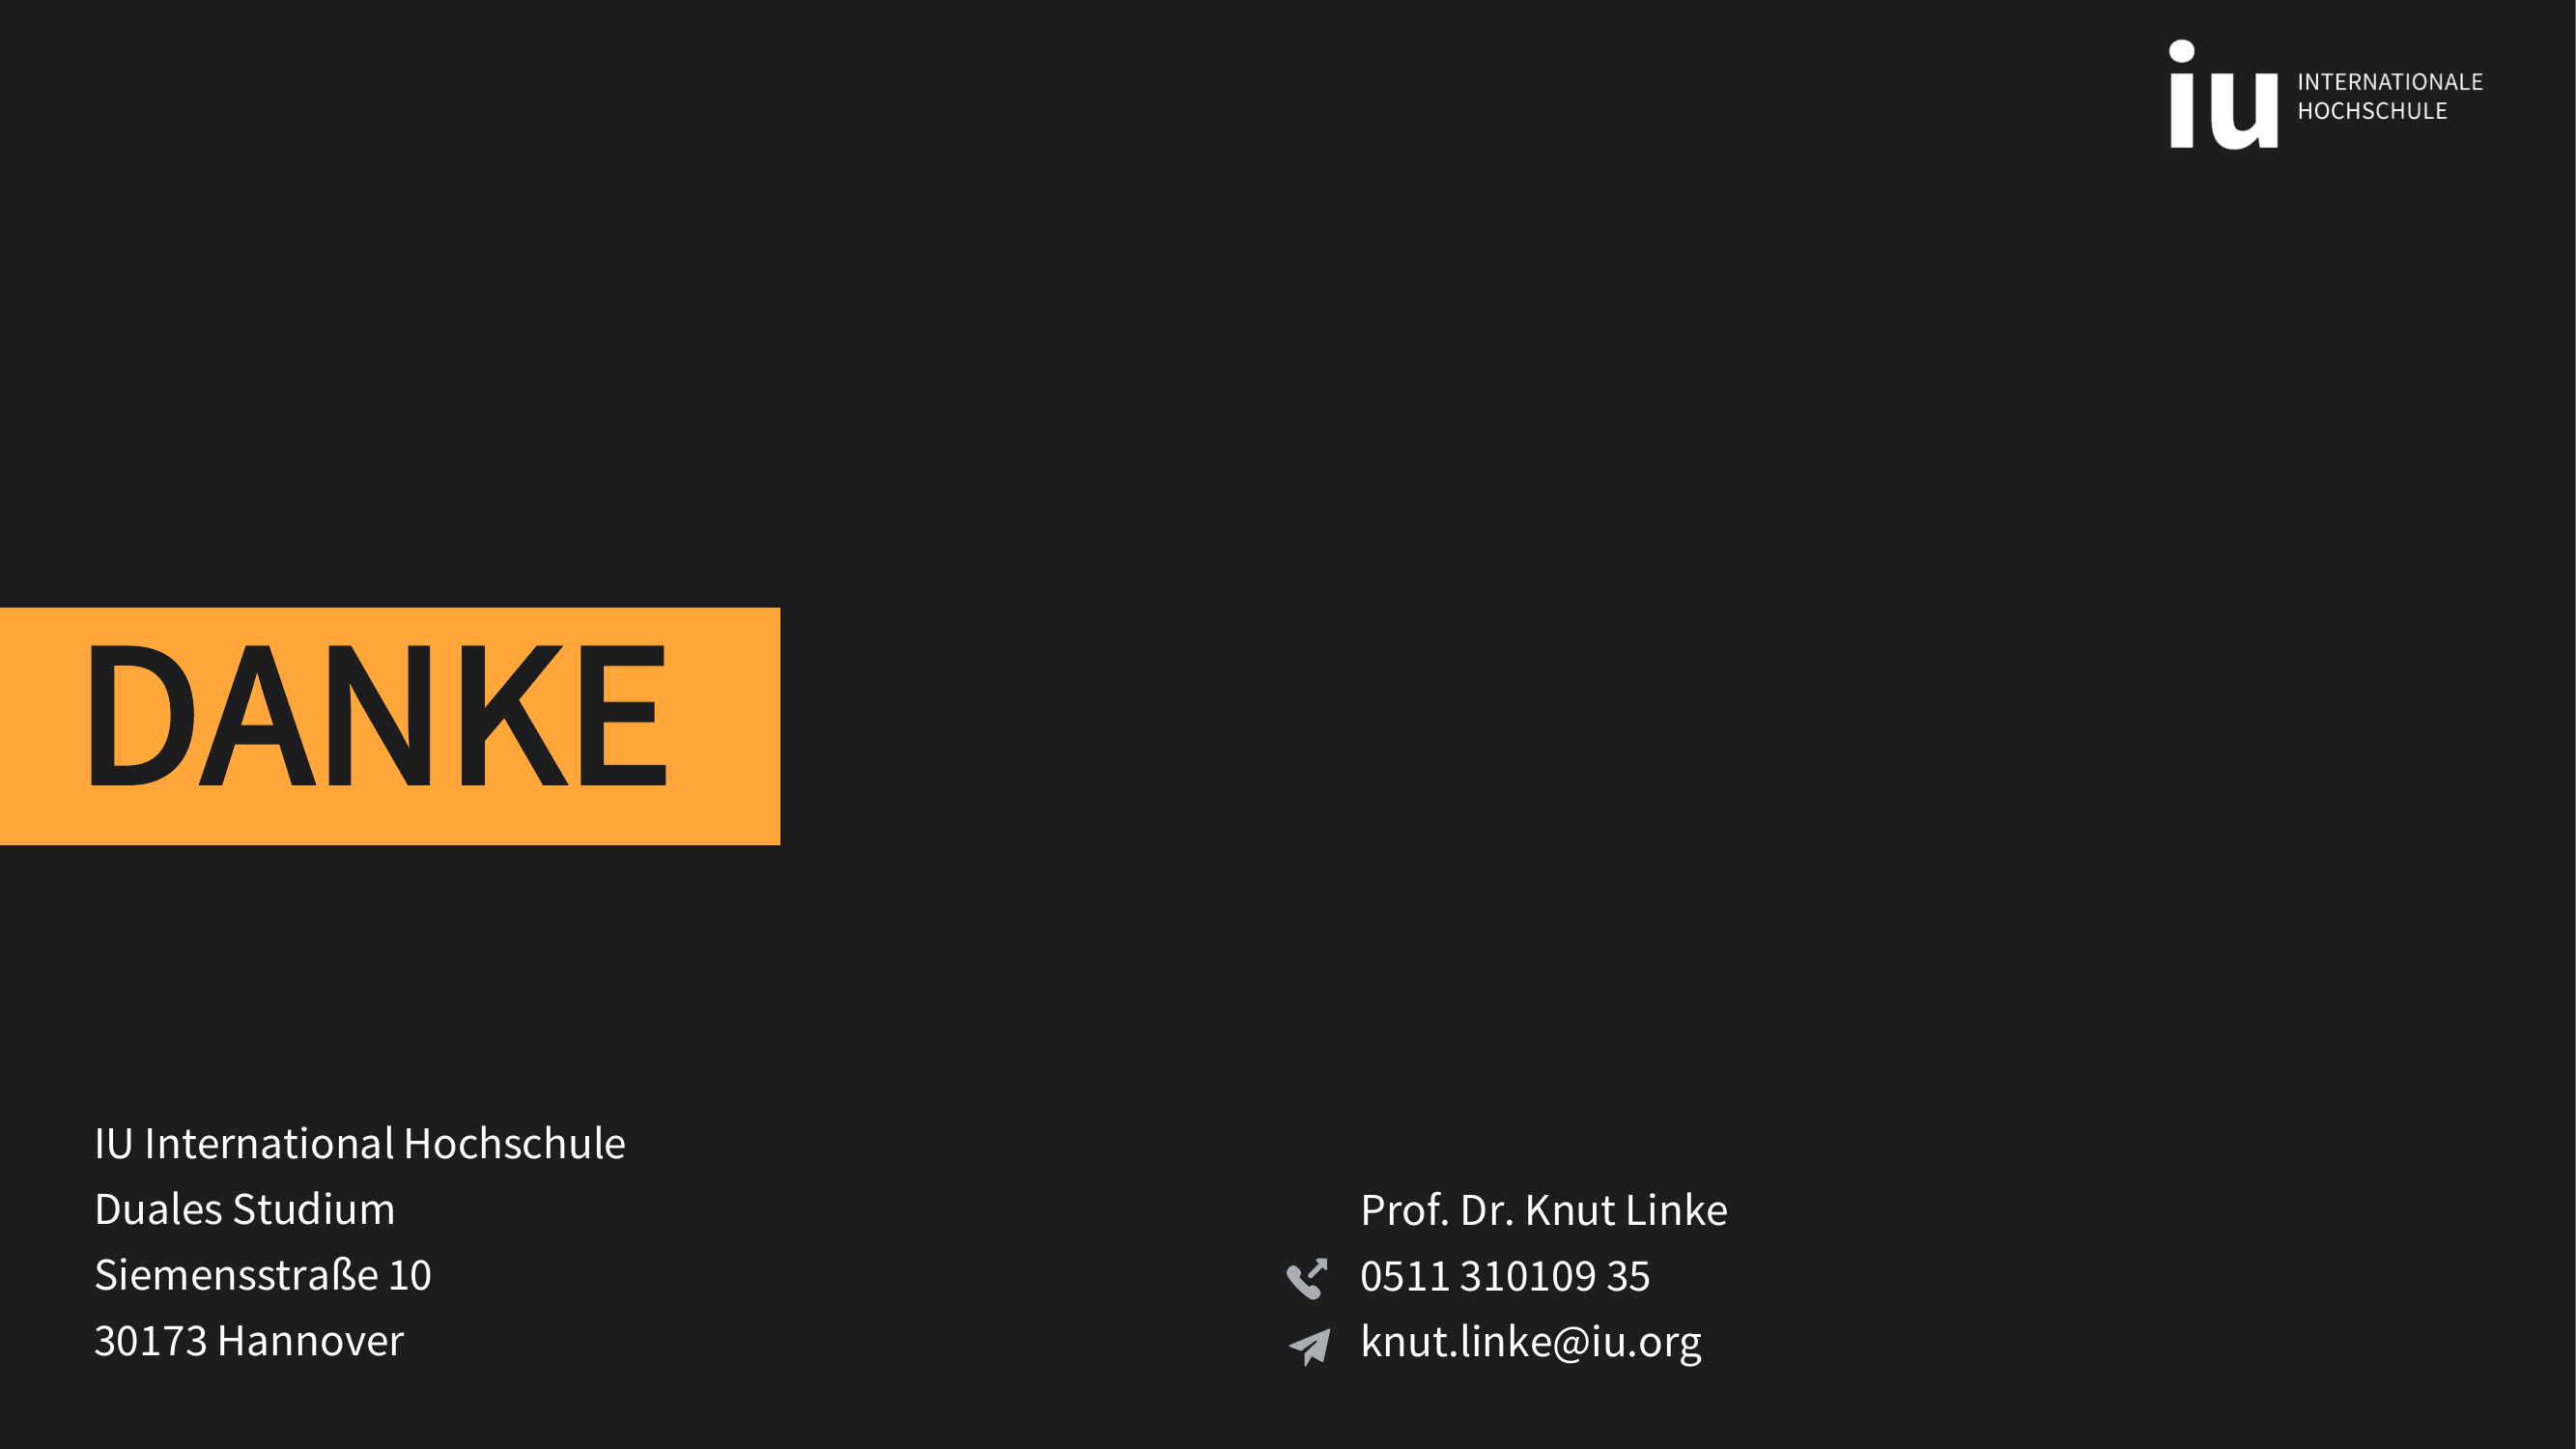 iu INTERNATIONALE
HOCHSCHULE
DANKE
IU International Hochschule
Duales Studium
Siemensstraße 10
30173 Hannover
Prof. Dr. Knut Linke
0511 310109 35
knut.linke@iu.org